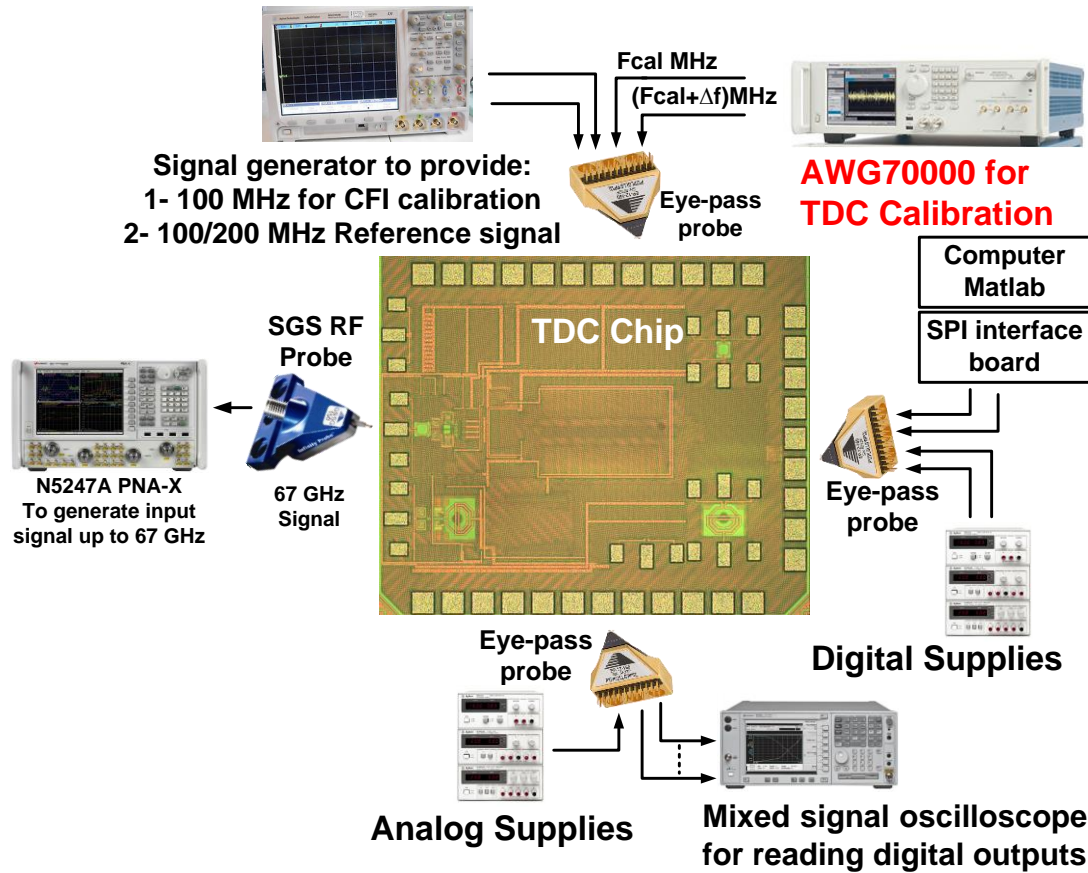 Fcal MHz
(Fcal+Δf)MHz
Signal generator to provide:
1- 100 MHz for CFI calibration
2- 100/200 MHz Reference signal
Eye-pass
probe
AWG70000 for
TDC Calibration
Computer
Matlab
SPI interface
board
SGS RF
Probe
TDC Chip
N5247A PNA-X
To generate input
signal up to 67 GHz
67 GHz
Signal
Eye-pass
probe
Digital Supplies
Eye-pass
probe
Analog Supplies
Mixed signal oscilloscope
for reading digital outputs